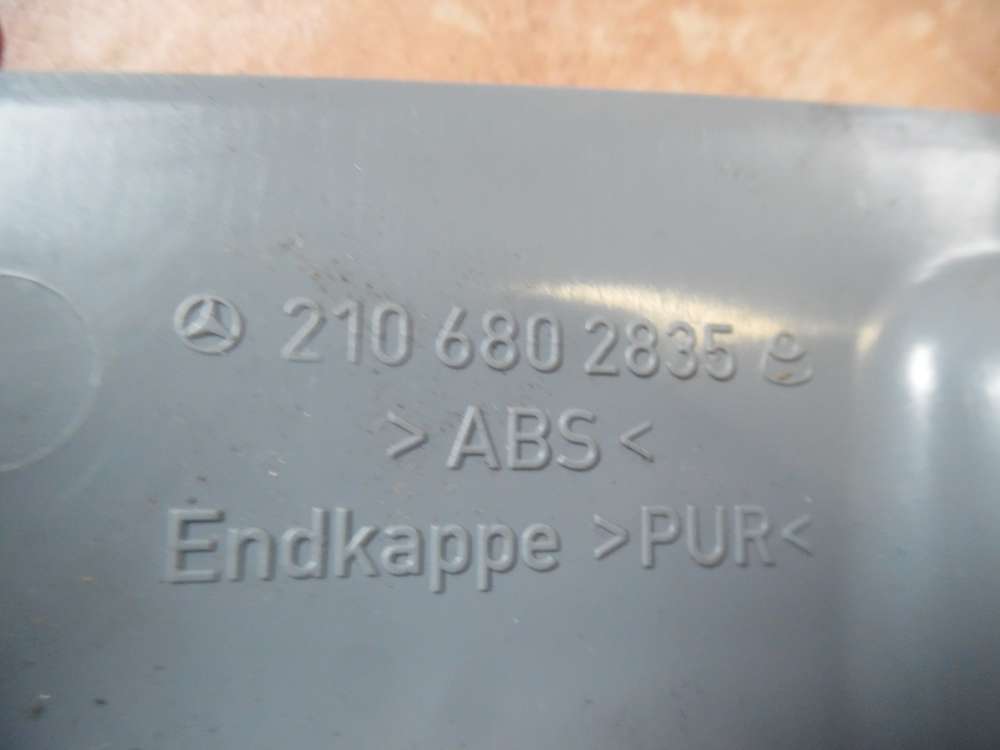 210 680 2835
>ABS<
Endkappe >PUR<